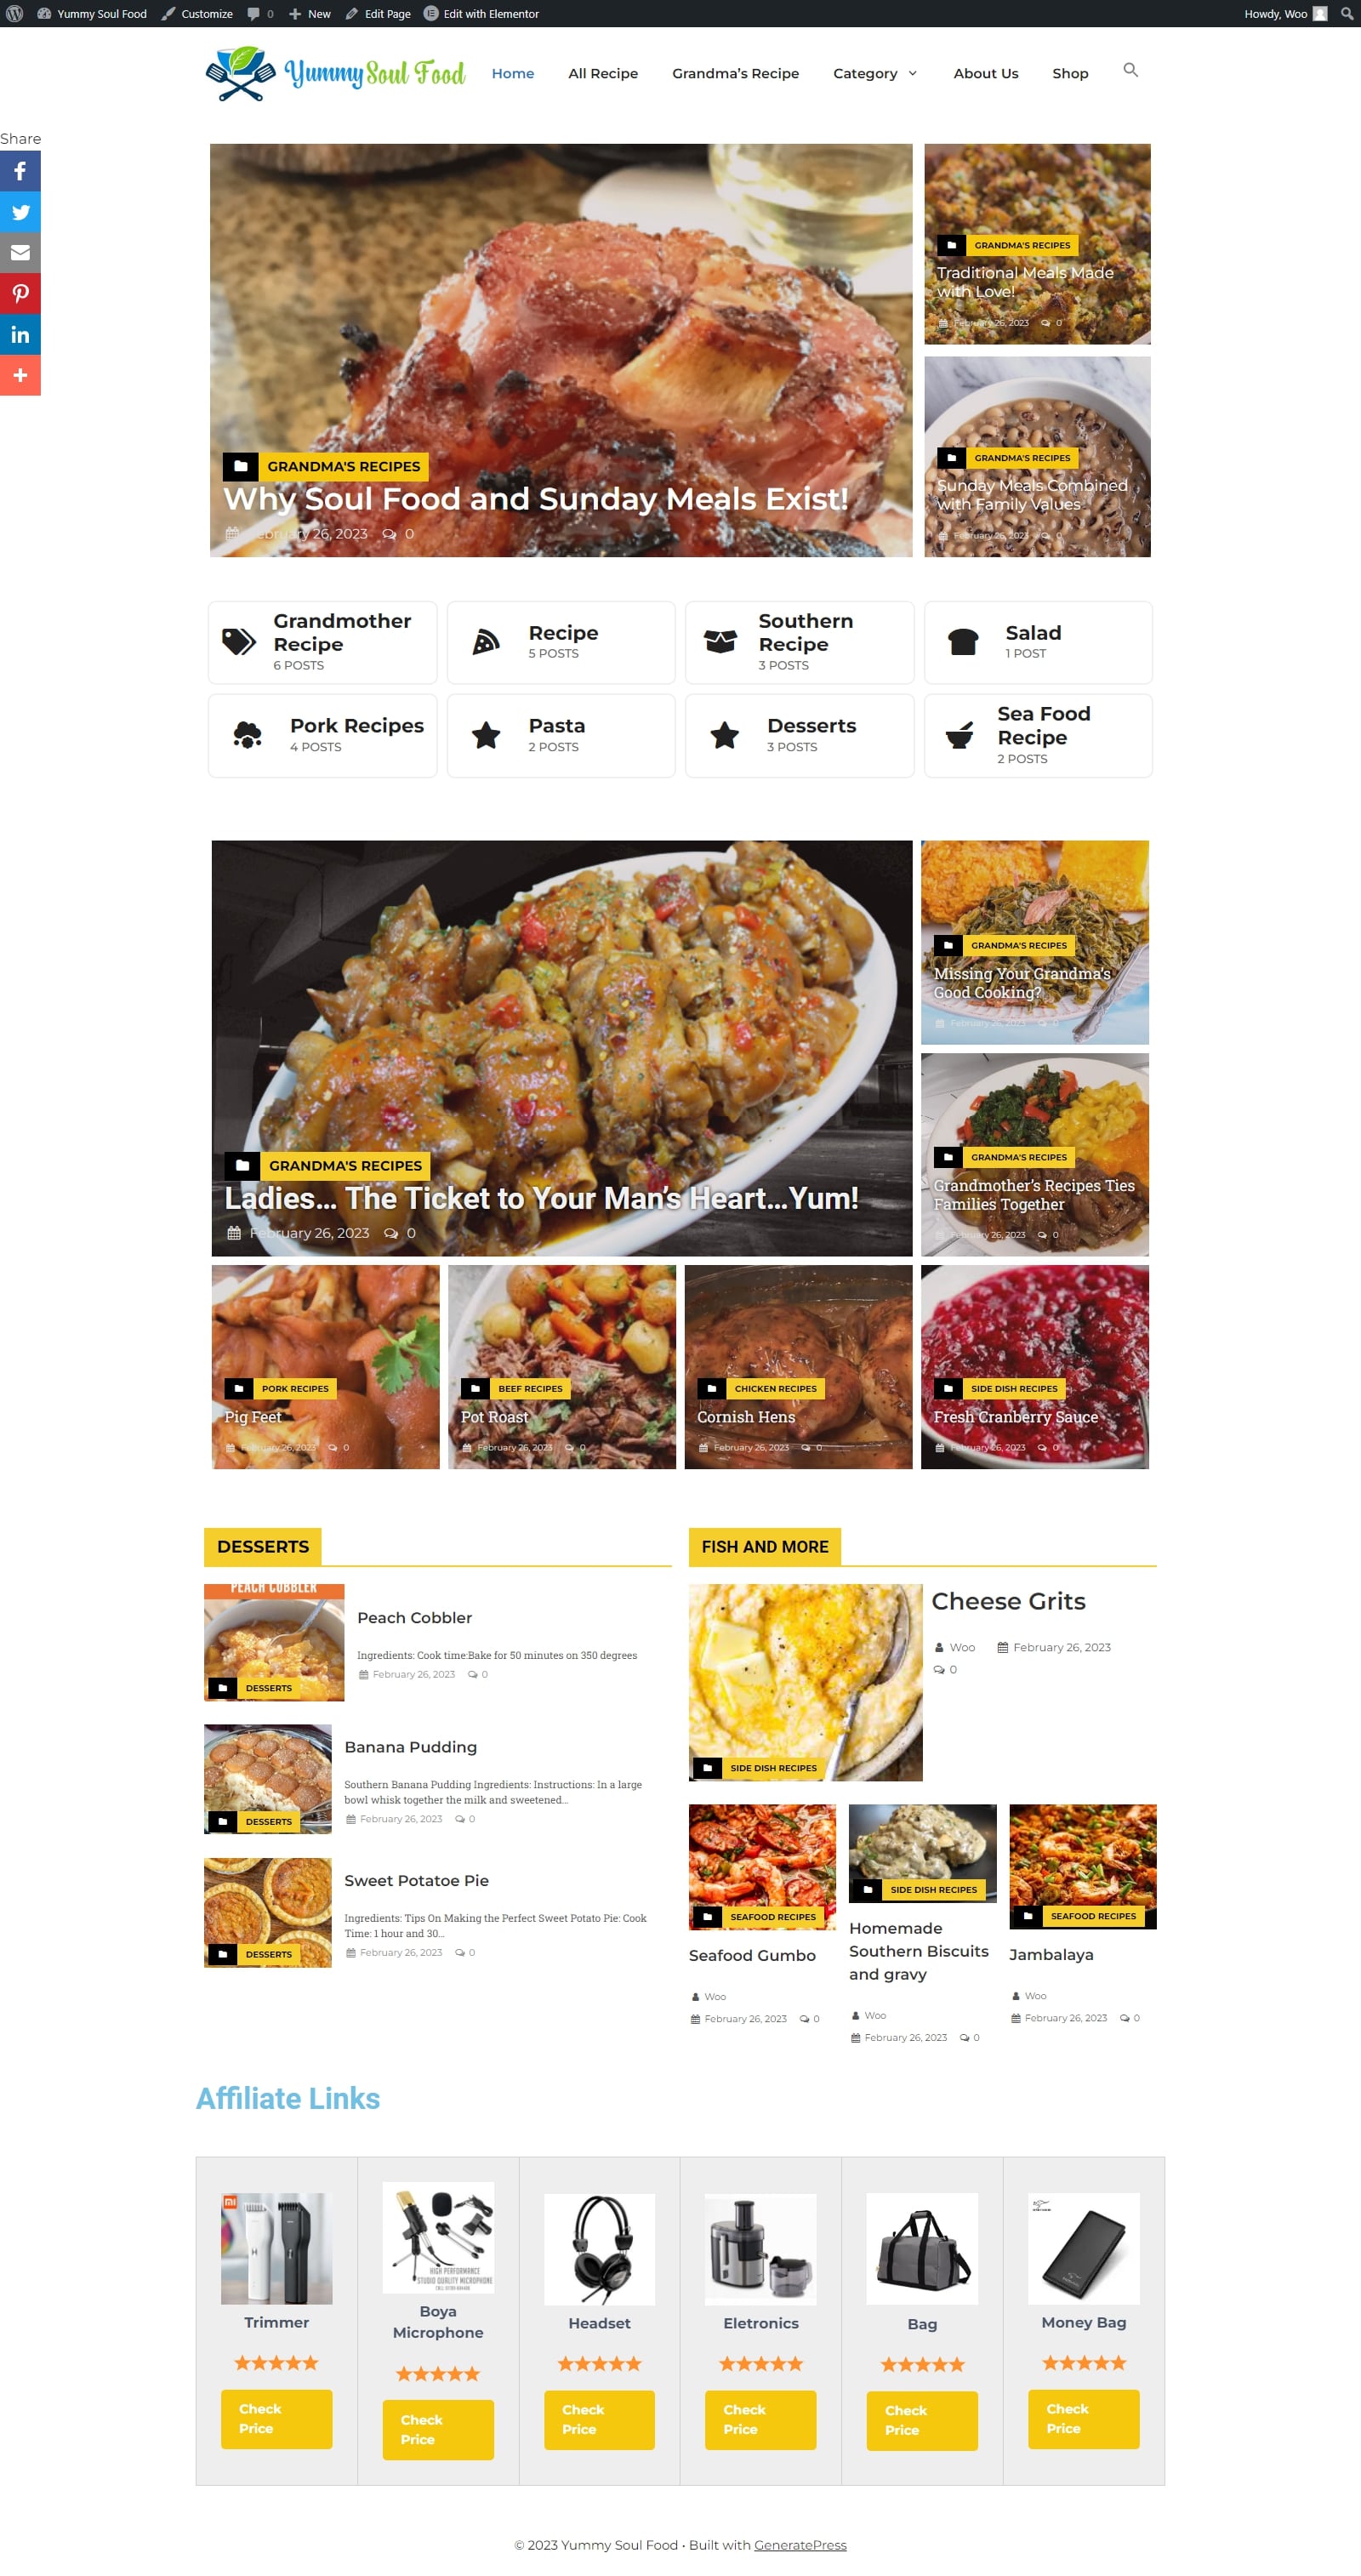 Yummy Soul Food Customize 0 New Edit Page Edit with Elementor Howdy, Woo
Yummy Soul Food Home All Recipe Grandma's Recipe Category About Us Shop
Share
GRANDMA'S RECIPES
Why Soul Food and Sunday Meals Exist!
February 26, 2023 0
GRANDMA'S RECIPES
Traditional Meals Made
with Love!
February 26, 2023 0
GRANDMA'S RECIPES
Sunday Meals Combined
with Family Values
February 26, 2023 0
Grandmother
Recipe
6 POSTS
Recipe
5 POSTS
Southern
Recipe
3 POSTS
Salad
1 POST
Pork Recipes
4 POSTS
Pasta
2 POSTS
Desserts
3 POSTS
Sea Food
Recipe
2 POSTS
GRANDMA'S RECIPES
Ladies... The Ticket to Your Man's Heart...Yum!
February 26, 2023 0
GRANDMA'S RECIPES
Missing Your Grandma's
Good Cooking?
February 26, 2023 0
GRANDMA'S RECIPES
Grandmother's Recipes Ties
Families Together
February 26, 2023 0
PORK RECIPES
Pig Feet
February 26, 2023 0
BEEF RECIPES
Pot Roast
February 26, 2023 0
CHICKEN RECIPES
Cornish Hens
February 26, 2023 0
SIDE DISH RECIPES
Fresh Cranberry Sauce
February 26, 2023 0
DESSERTS
PEACH COBBLER
DESSERTS
Peach Cobbler
Ingredients: Cook time:Bake for 50 minutes on 350 degrees
February 26, 2023 0
DESSERTS
Banana Pudding
Southern Banana Pudding Ingredients: Instructions: In a large
bowl whisk together the milk and sweetened...
February 26, 2023 0
DESSERTS
Sweet Potatoe Pie
Ingredients: Tips On Making the Perfect Sweet Potato Pie: Cook
Time: 1 hour and 30...
February 26, 2023 0
FISH AND MORE
SIDE DISH RECIPES
Cheese Grits
Woo February 26, 2023
0
SEAFOOD RECIPES
Seafood Gumbo
Woo
February 26, 2023 0
SIDE DISH RECIPES
Homemade
Southern Biscuits
and gravy
Woo
February 26, 2023 0
SEAFOOD RECIPES
Jambalaya
Woo
February 26, 2023 0
Affiliate Links
Trimmer
Check
Price
HIGH PERFORMANCE
STUDIO QUALITY MICROPHONE
Boya
Microphone
Check
Price
Headset
Check
Price
Eletronics
Check
Price
Bag
Check
Price
Money Bag
Check
Price
© 2023 Yummy Soul Food • Built with GeneratePress